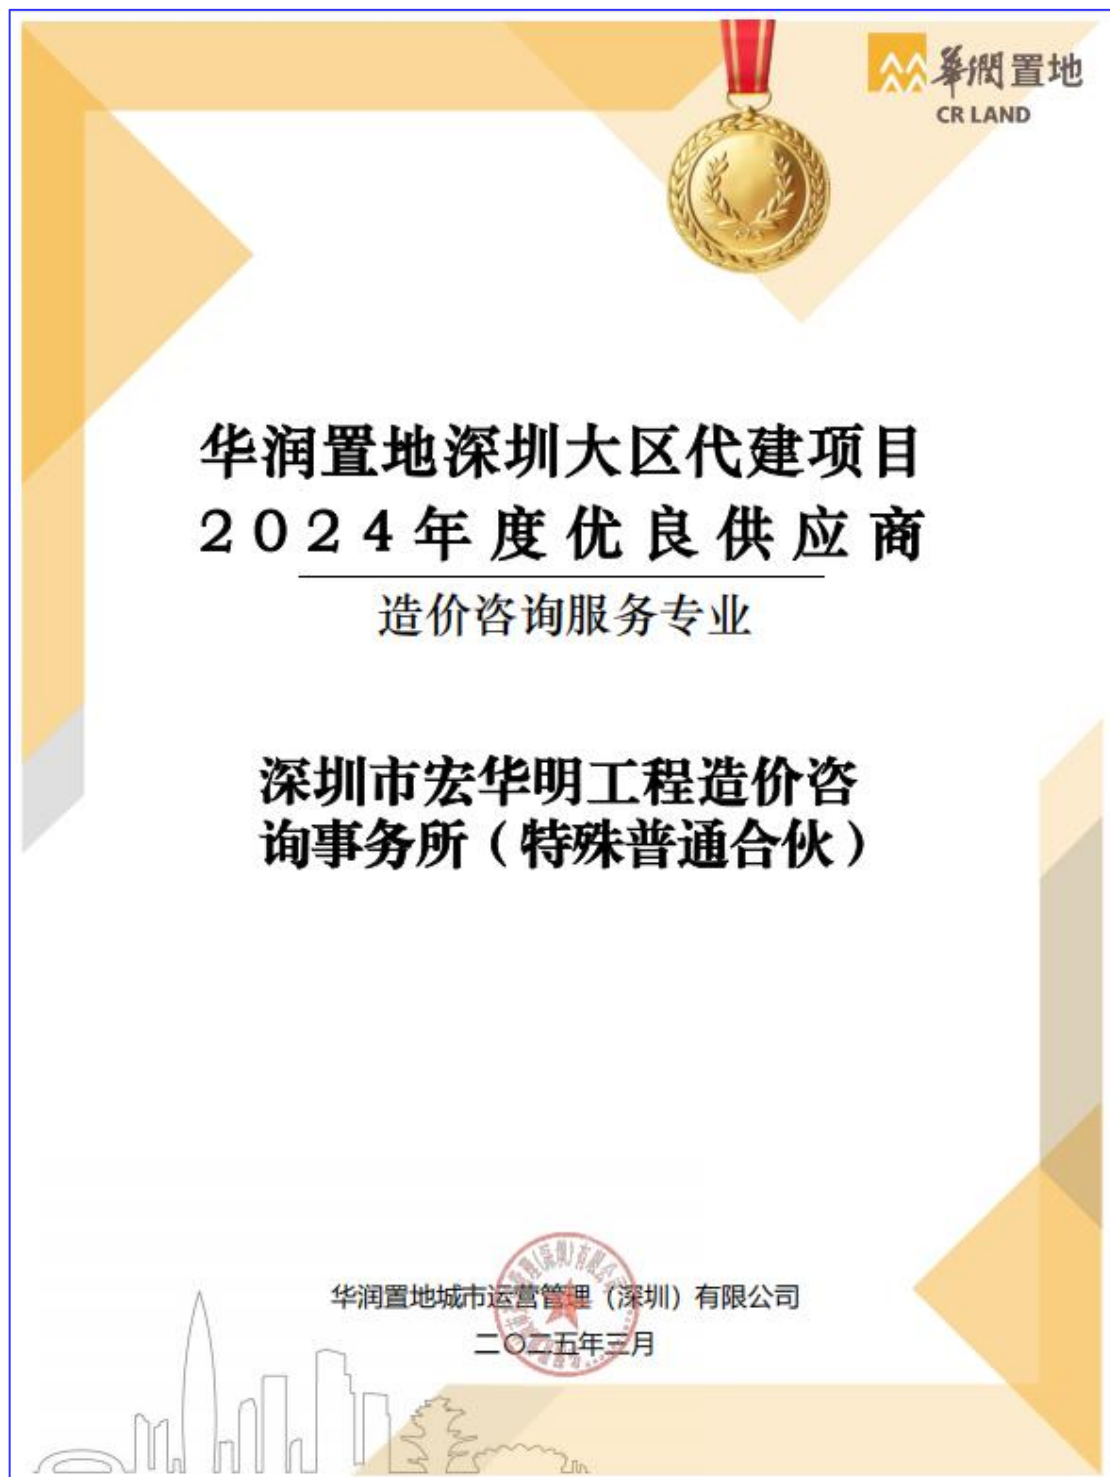 華潤置地
CR LAND
华润置地深圳大区代建项目
2024年度优良供应商
造价咨询服务专业
深圳市宏华明工程造价咨
询事务所（特殊普通合伙）
华润置地城市运营管理（深圳）有限公司
二〇二五年三月